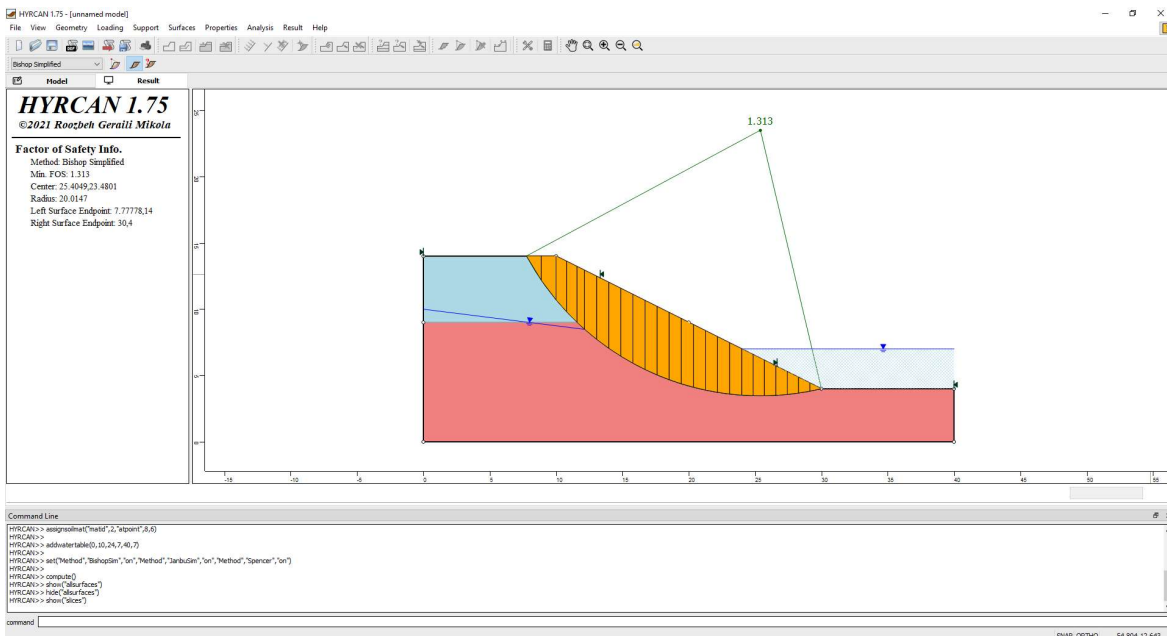 HYRCAN 1.75 - [unnamed model]
File View Geometry Loading Support Surfaces Properties Analysis Result Help
Bishop Simplified
Model Result
HYRCAN 1.75
©2021 Roozbeh Geraili Mikola
Factor of Safety Info.
Method: Bishop Simplified
Min. FOS: 1.313
Center: 25.4049,23.4801
Radius: 20.0147
Left Surface Endpoint: 7.77778,14
Right Surface Endpoint: 30,4
1.313
25
20
15
10
5
0
-15 -10 -5 0 5 10 15 20 25 30 35 40 45 50 55
Command Line
HYRCAN>> assignsoilmat("matid",2,"atpoint",8,6)
HYRCAN>>
HYRCAN>> addwatertable(0,10,24,7,40,7)
HYRCAN>>
HYRCAN>> set("Method","BishopSim","on","Method","JanbuSim","on","Method","Spencer","on")
HYRCAN>>
HYRCAN>> compute()
HYRCAN>> show("allsurfaces")
HYRCAN>> hide("allsurfaces")
HYRCAN>> show("slices")
command